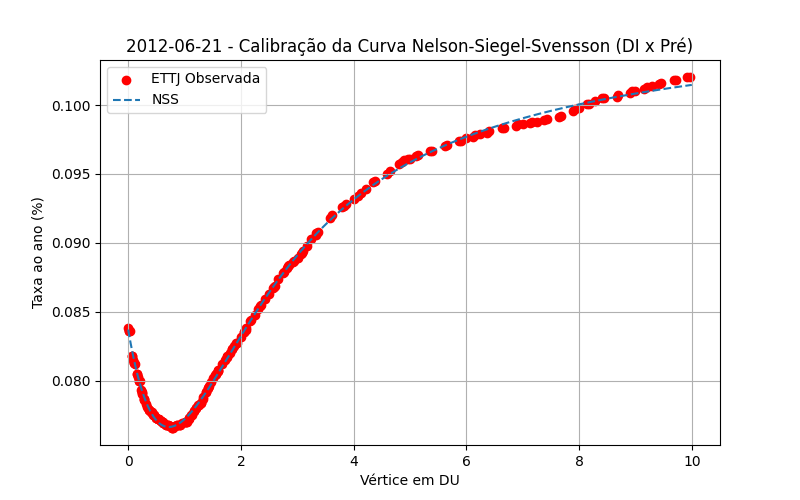 2012-06-21 - Calibração da Curva Nelson-Siegel-Svensson (DI x Pré)
ETTJ Observada
NSS
Taxa ao ano (%)
0.100
0.095
0.090
0.085
0.080
0 2 4 6 8 10
Vértice em DU